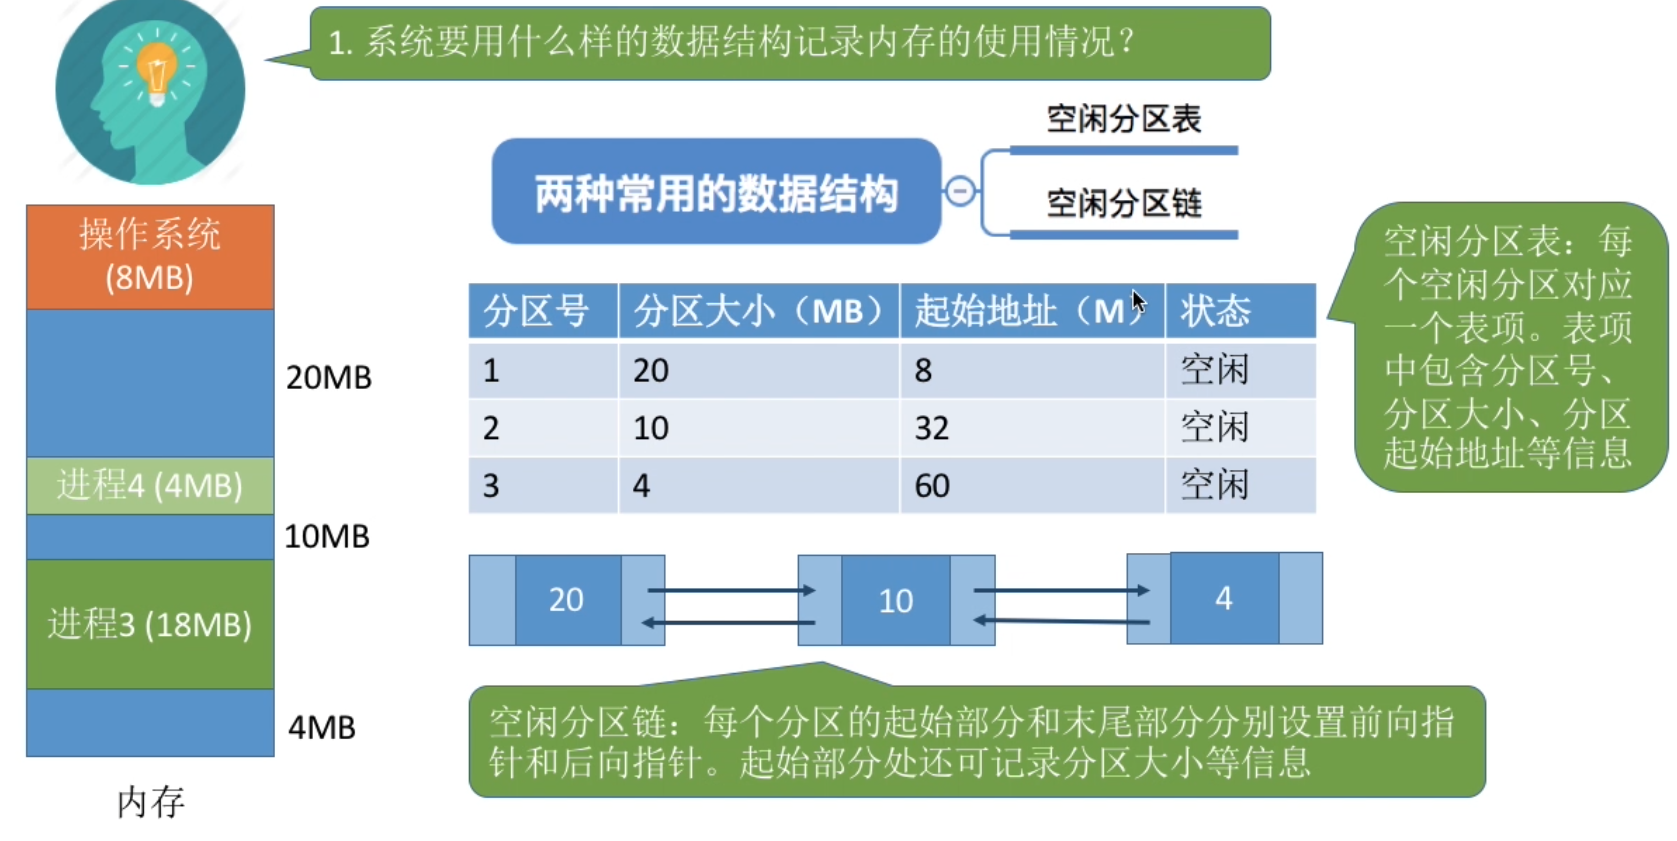 1. 系统要用什么样的数据结构记录内存的使用情况？
两种常用的数据结构
空闲分区表
空闲分区链
操作系统
(8MB)
20MB
进程4 (4MB)
10MB
进程3 (18MB)
4MB
内存
分区号 分区大小（MB） 起始地址（M） 状态
1 20 8 空闲
2 10 32 空闲
3 4 60 空闲
空闲分区表：每
个空闲分区对应
一个表项。表项
中包含分区号、
分区大小、分区
起始地址等信息
20 10 4
空闲分区链：每个分区的起始部分和末尾部分分别设置前向指
针和后向指针。起始部分处还可记录分区大小等信息